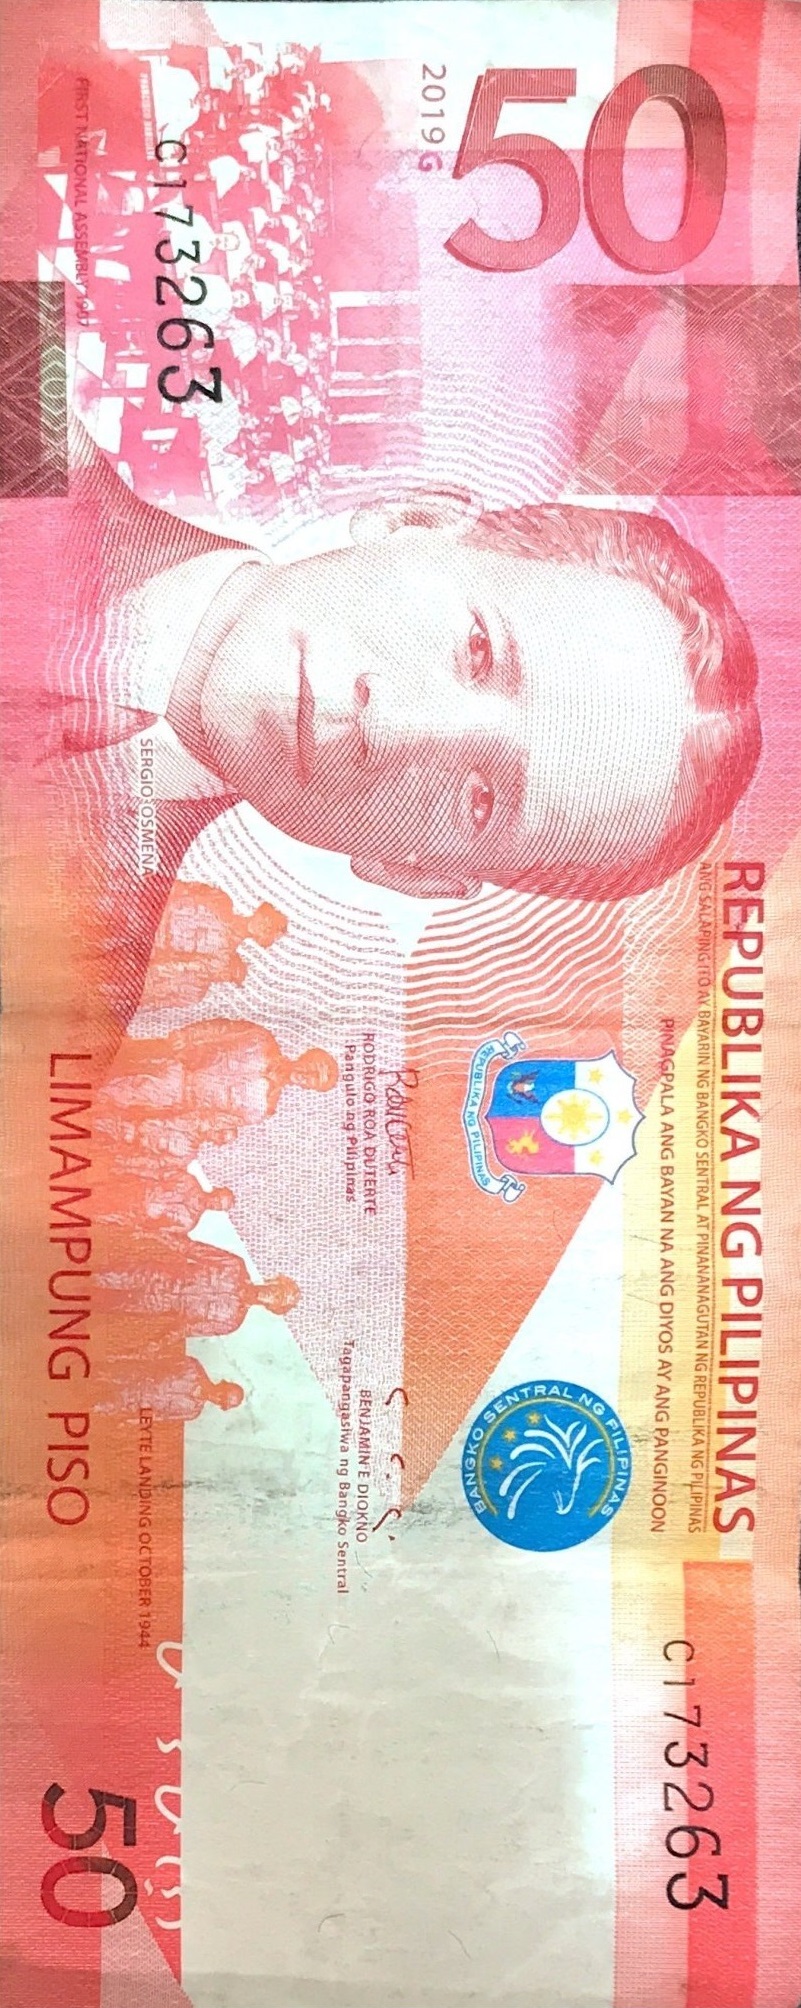 50
2019G
REPUBLIKA NG PILIPINAS
ANG SALAPING ITO AY BAYARIN NG BANGKO SENTRAL AT PINANANAGUTAN NG REPUBLIKA NG PILIPINAS
PINAGPALA ANG BAYAN NA ANG DIYOS AY ANG PANGINOON
C173263
REPUBLIKA NG PILIPINAS
BANGKO SENTRAL NG PILIPINAS
RODRIGO ROA DUTERTE
Pangulo ng Pilipinas
BENJAMIN E DIOKNO
Tagapangasiwa ng Bangko Sentral
C173263
FIRST NATIONAL ASSEMBLY 1907
SERGIO OSMEÑA
LEYTE LANDING OCTOBER 1944
LIMAMPUNG PISO
50